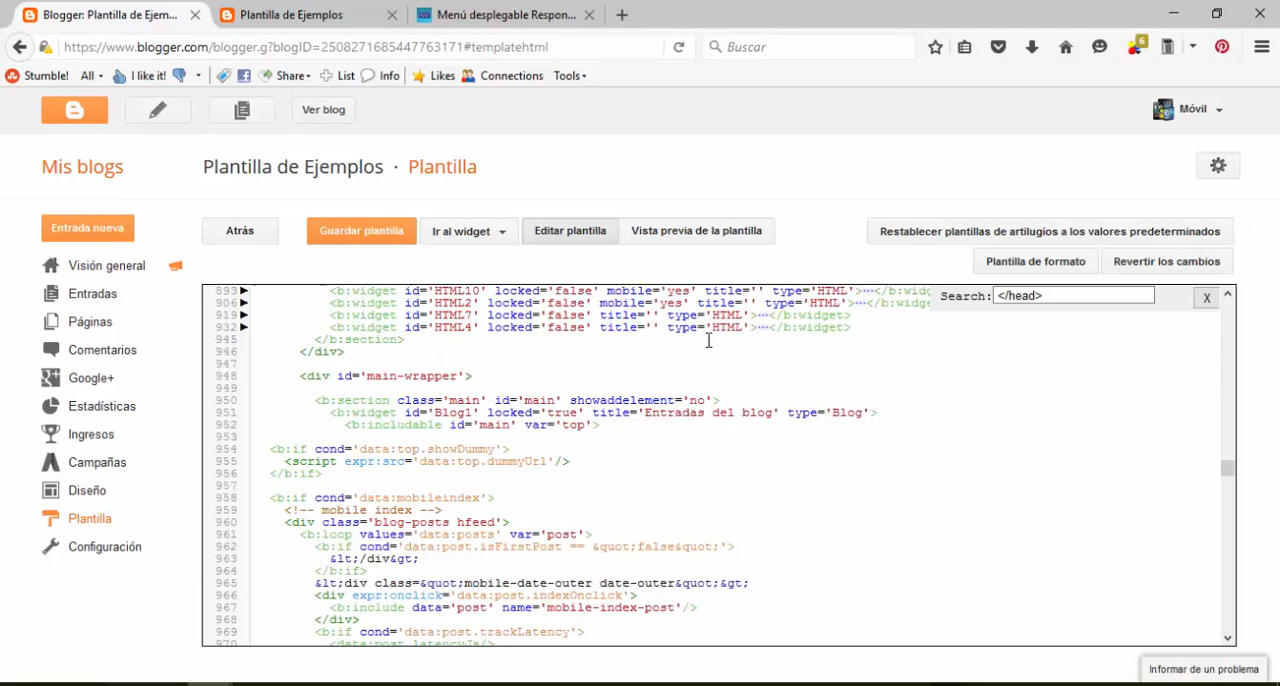 Blogger: Plantilla de Ejem...
Plantilla de Ejemplos
Menú desplegable Respon...
https://www.blogger.com/blogger.g?blogID=2508271685447763171#templatehtml
Buscar
6
Stumble!
All
I like it!
Share
List
Info
Likes
Connections
Tools
Ver blog
Móvil
Mis blogs
Plantilla de Ejemplos · Plantilla
Entrada nueva
Atrás
Guardar plantilla
Ir al widget
Editar plantilla
Vista previa de la plantilla
Restablecer plantillas de artilugios a los valores predeterminados
Plantilla de formato
Revertir los cambios
Visión general
Entradas
Páginas
Comentarios
Google+
Estadísticas
Ingresos
Campañas
Diseño
Plantilla
Configuración
Search: </head>
X
893 <b:widget id='HTML10' locked='false' mobile='yes' title='' type='HTML'>…</b:widg
906 <b:widget id='HTML2' locked='false' mobile='yes' title='' type='HTML'>…</b:widge
919 <b:widget id='HTML7' locked='false' title='' type='HTML'>…</b:widget>
932 <b:widget id='HTML4' locked='false' title='' type='HTML'>…</b:widget>
945 </b:section>
946 </div>
947
948 <div id='main-wrapper'>
949
950 <b:section class='main' id='main' showaddelement='no'>
951 <b:widget id='Blog1' locked='true' title='Entradas del blog' type='Blog'>
952 <b:includable id='main' var='top'>
953
954 <b:if cond='data:top.showDummy'>
955 <script expr:src='data:top.dummyUrl'/>
956 </b:if>
957
958 <b:if cond='data:mobileindex'>
959 <!-- mobile index -->
960 <div class='blog-posts hfeed'>
961 <b:loop values='data:posts' var='post'>
962 <b:if cond='data:post.isFirstPost == &quot;false&quot;'>
963 &lt;/div&gt;
964 </b:if>
965 &lt;div class=&quot;mobile-date-outer date-outer&quot;&gt;
966 <div expr:onclick='data:post.indexOnclick'>
967 <b:include data='post' name='mobile-index-post'/>
968 </div>
969 <b:if cond='data:post.trackLatency'>
970 <data:post.latencyJs/>
Informar de un problema